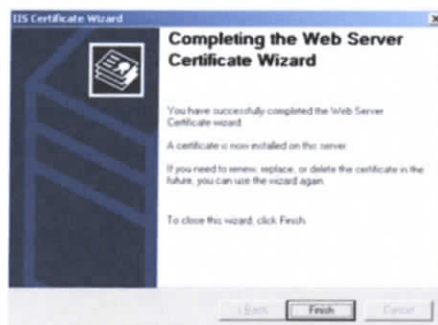 IIS Certificate Wizard
Completing the Web Server
Certificate Wizard
You have successfully completed the Web Server
Certificate wizard.
A certificate is now installed on this server.
If you need to renew, replace, or delete the certificate in the
future, you can use the wizard again.
To close this wizard, click Finish.
< Back Finish Cancel